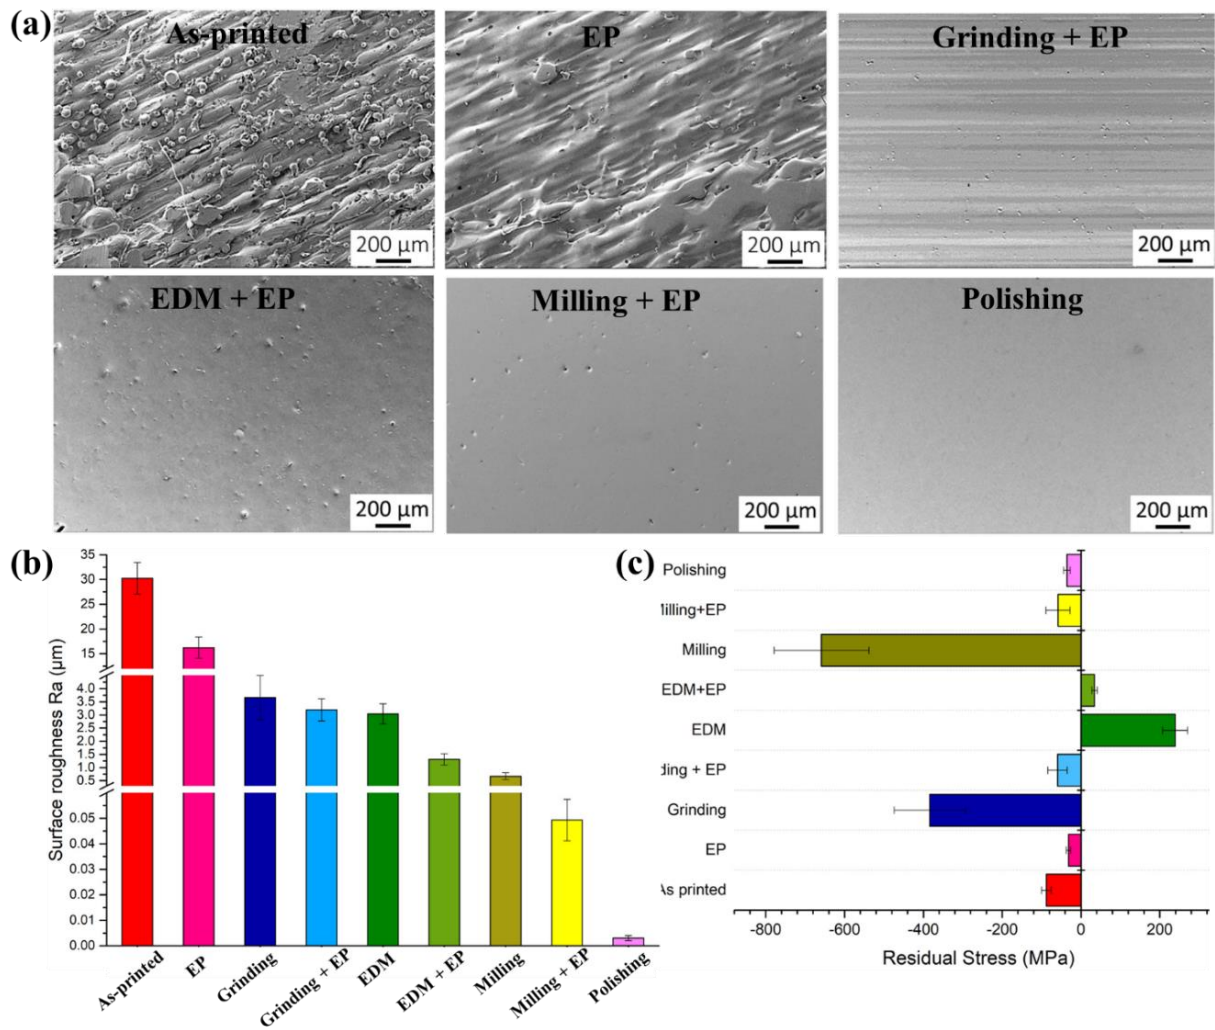 (a)
As-printed
EP
Grinding + EP
200 µm
200 µm
200 µm
EDM + EP
Milling + EP
Polishing
200 µm
200 µm
200 µm
(b)
Surface roughness Ra (µm)
35
30
25
20
15
4.0
3.5
3.0
2.5
2.0
1.5
1.0
0.5
0.05
0.04
0.03
0.02
0.01
0.00
As-printed
EP
Grinding
Grinding + EP
EDM
EDM + EP
Milling
Milling + EP
Polishing
(c)
Polishing
Milling+EP
Milling
EDM+EP
EDM
ding + EP
Grinding
EP
As printed
-800
-600
-400
-200
0
200
Residual Stress (MPa)